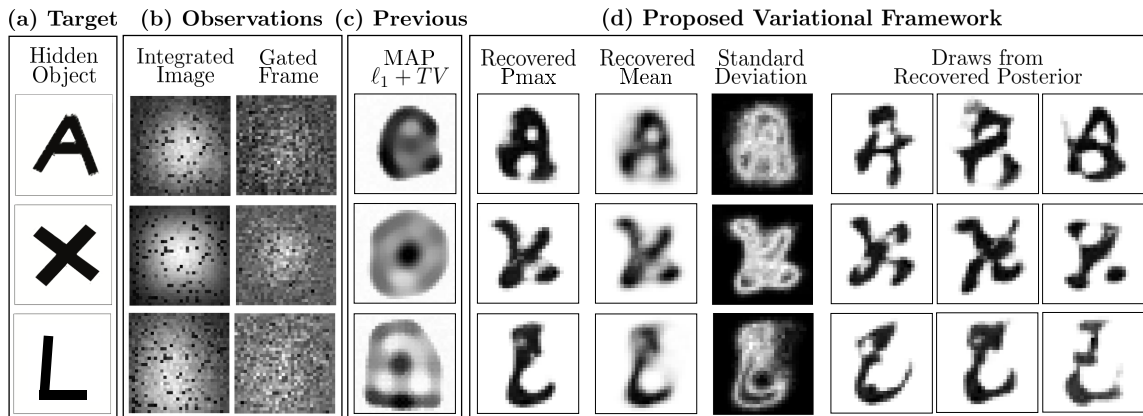 (a) Target (b) Observations (c) Previous (d) Proposed Variational Framework
Hidden Object
Integrated Image
Gated Frame
MAP
ℓ₁ + TV
Recovered Pmax
Recovered Mean
Standard Deviation
Draws from
Recovered Posterior
A
X
L